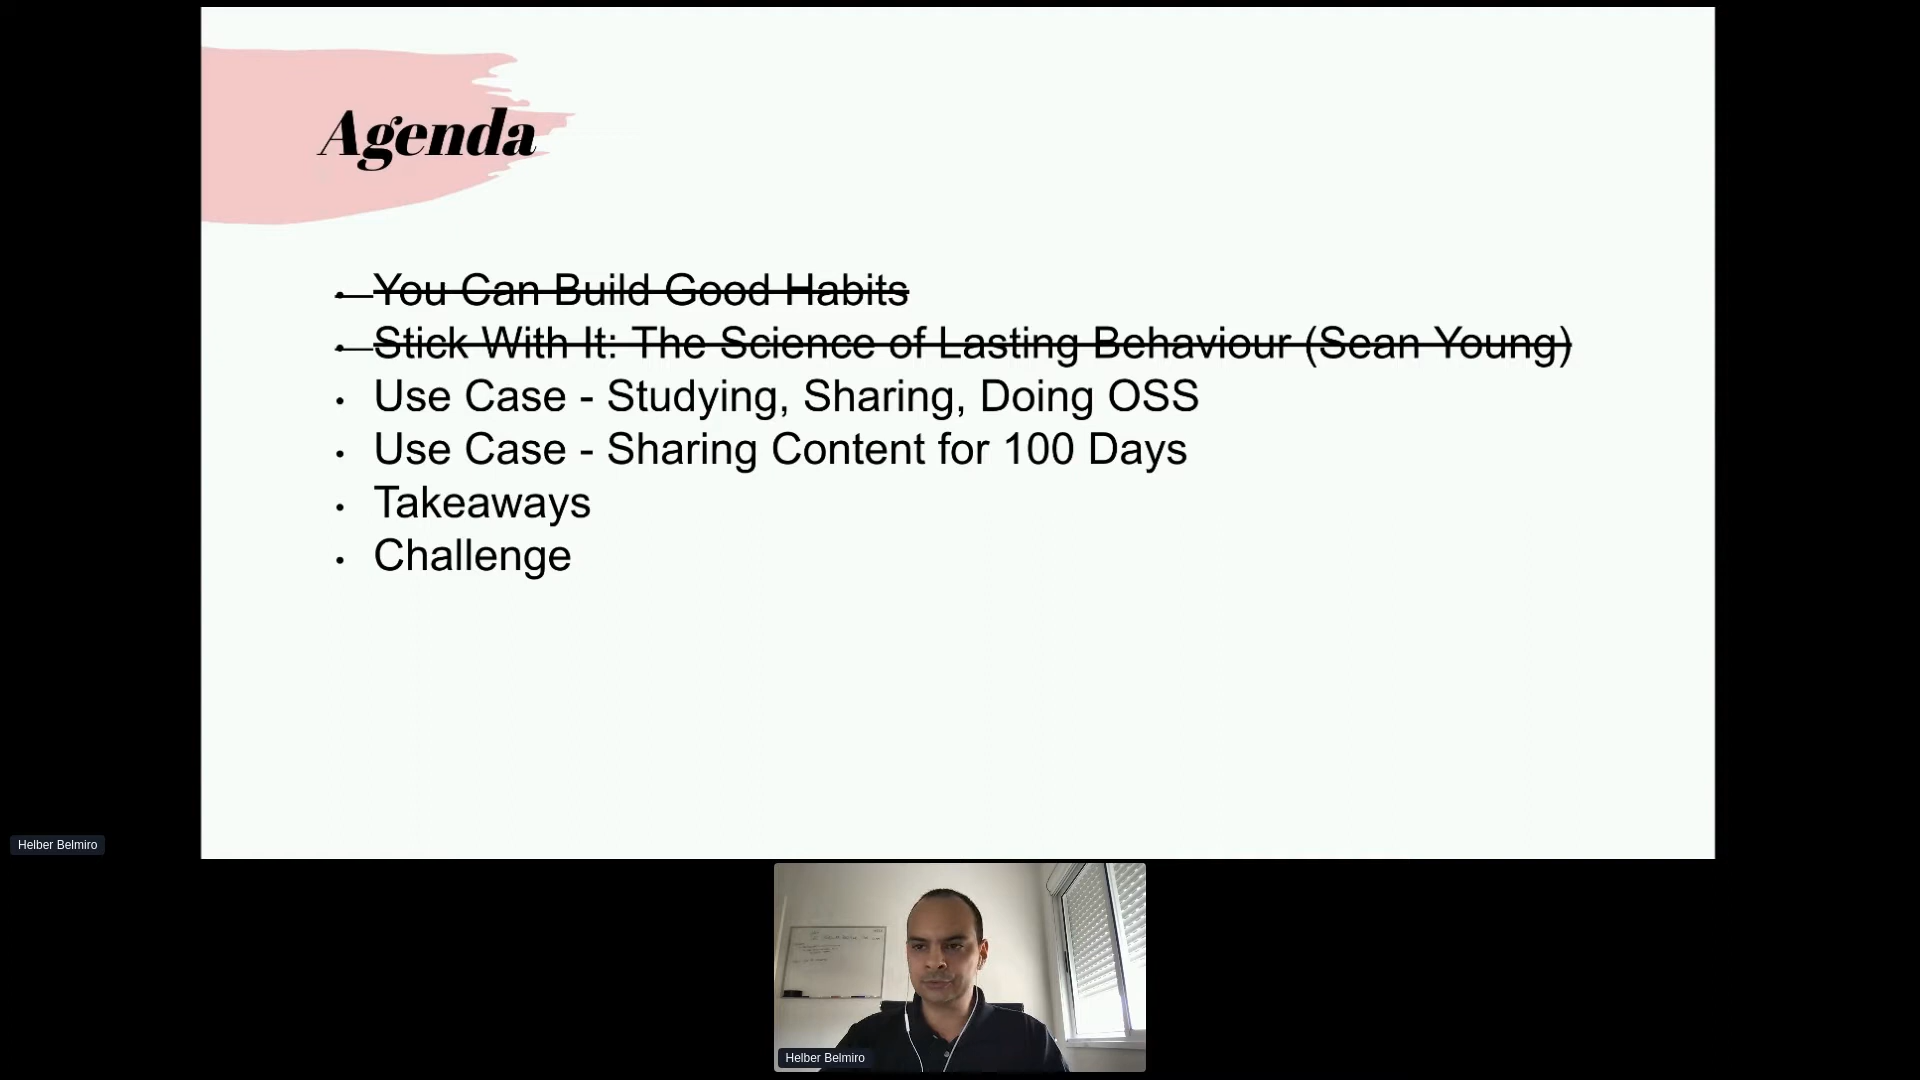 Agenda
You Can Build Good Habits
Stick With It: The Science of Lasting Behaviour (Sean Young)
Use Case - Studying, Sharing, Doing OSS
Use Case - Sharing Content for 100 Days
Takeaways
Challenge
Helber Belmiro
Helber Belmiro